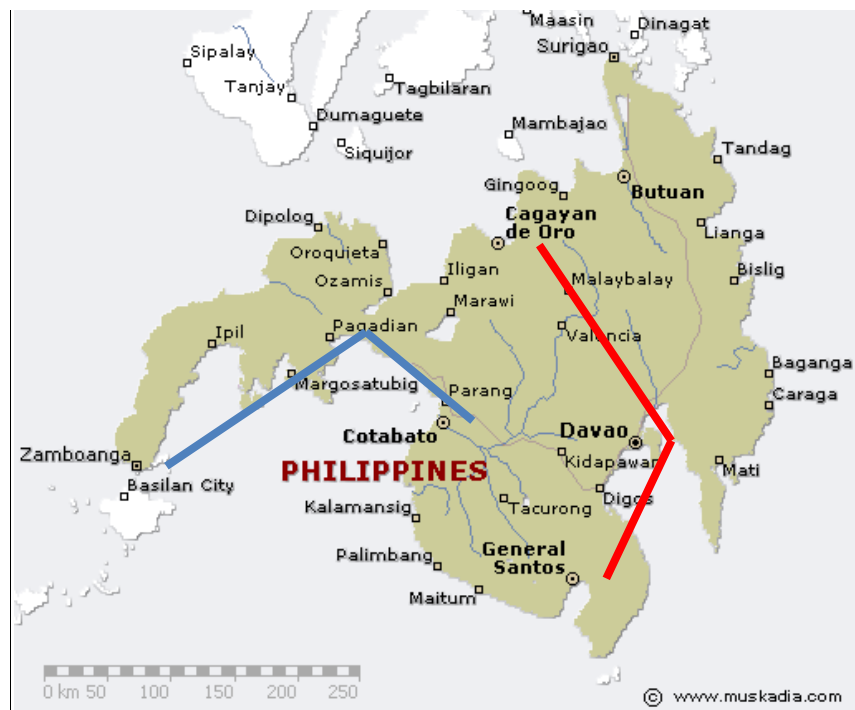 Maasin
Dinagat
Surigao
Sipalay
Tanjay
Tagbilaran
Dumaguete
Mambajao
Siquijor
Tandag
Gingoog
Butuan
Dipolog
Cagayan
de Oro
Lianga
Oroquieta
Iligan
Bislig
Ozamis
Malaybalay
Marawi
Ipil
Pagadian
Valencia
Margosatubig
Parang
Baganga
Caraga
Cotabato
Davao
Zamboanga
Kidapawan
Mati
PHILIPPINES
Basilan City
Digos
Kalamansig
Tacurong
Palimbang
General
Santos
Maitum
0 km 50 100 150 200 250
© www.muskadia.com